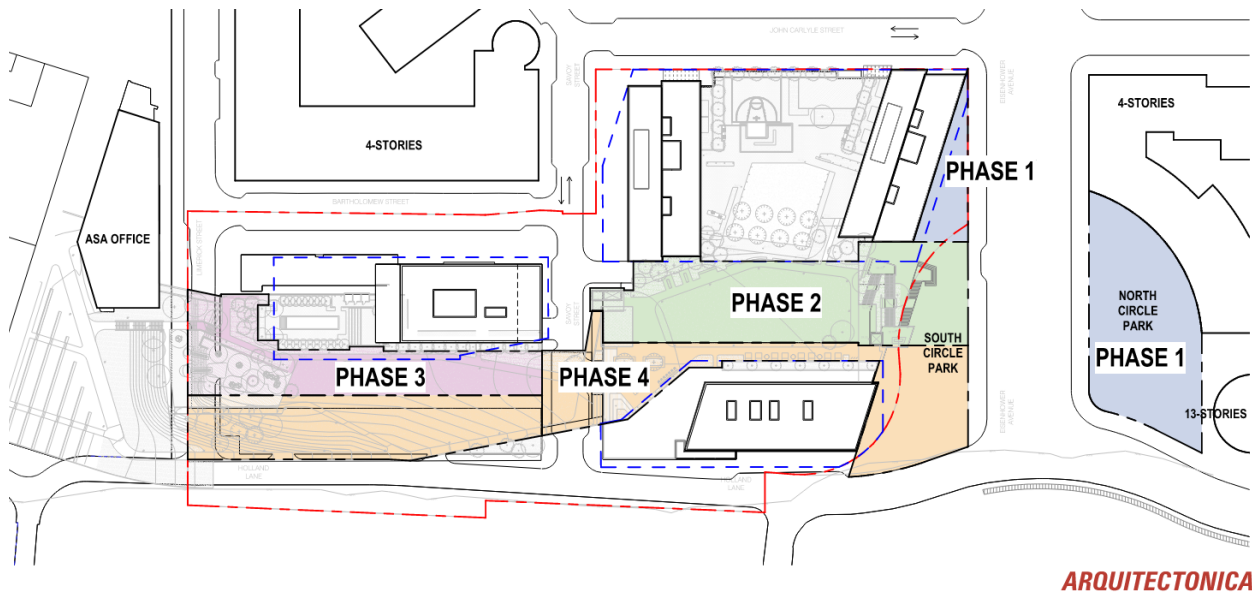 JOHN CARLYLE STREET
SAVOY
STREET
EISENHOWER
AVENUE
4-STORIES
4-STORIES
PHASE 1
BARTHOLOMEW STREET
ASA OFFICE
LIMERICK STREET
PHASE 2
SAVOY
STREET
NORTH
CIRCLE
PARK
PHASE 1
SOUTH
CIRCLE
PARK
PHASE 3
PHASE 4
EISENHOWER
AVENUE
13-STORIES
HOLLAND
LANE
HOLLAND
LANE
ARQUITECTONICA